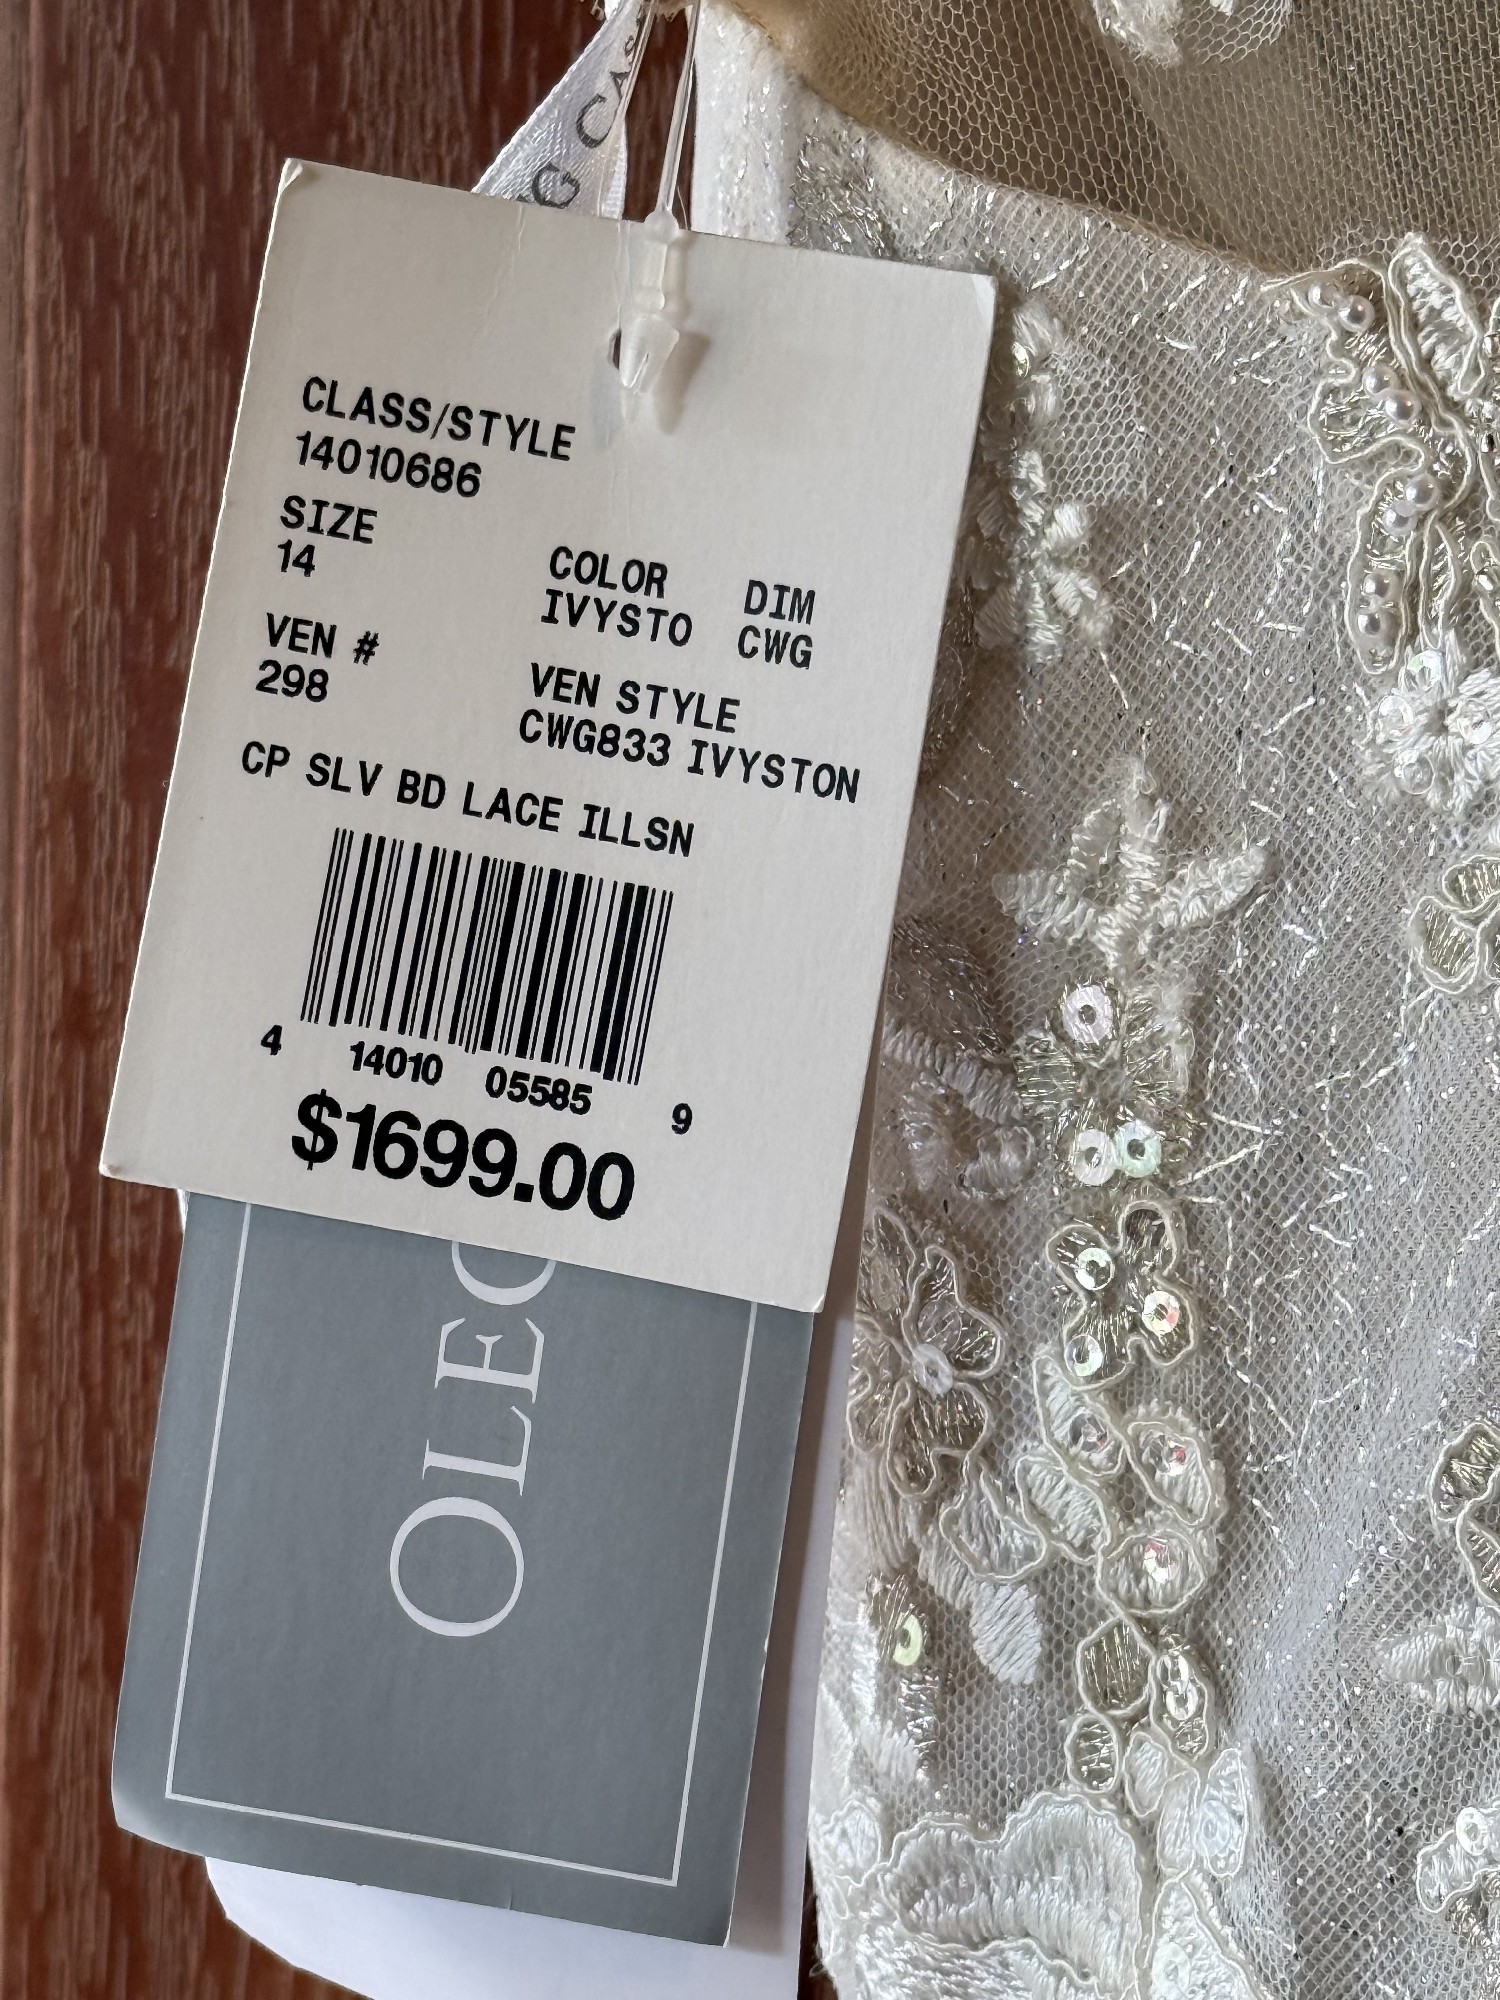 G CAS
CLASS/STYLE
14010686
SIZE
14
COLOR DIM
IVYSTO CWG
VEN #
298
VEN STYLE
CWG833 IVYSTON
CP SLV BD LACE ILLSN
4 14010 05585 9
$1699.00
OLEG